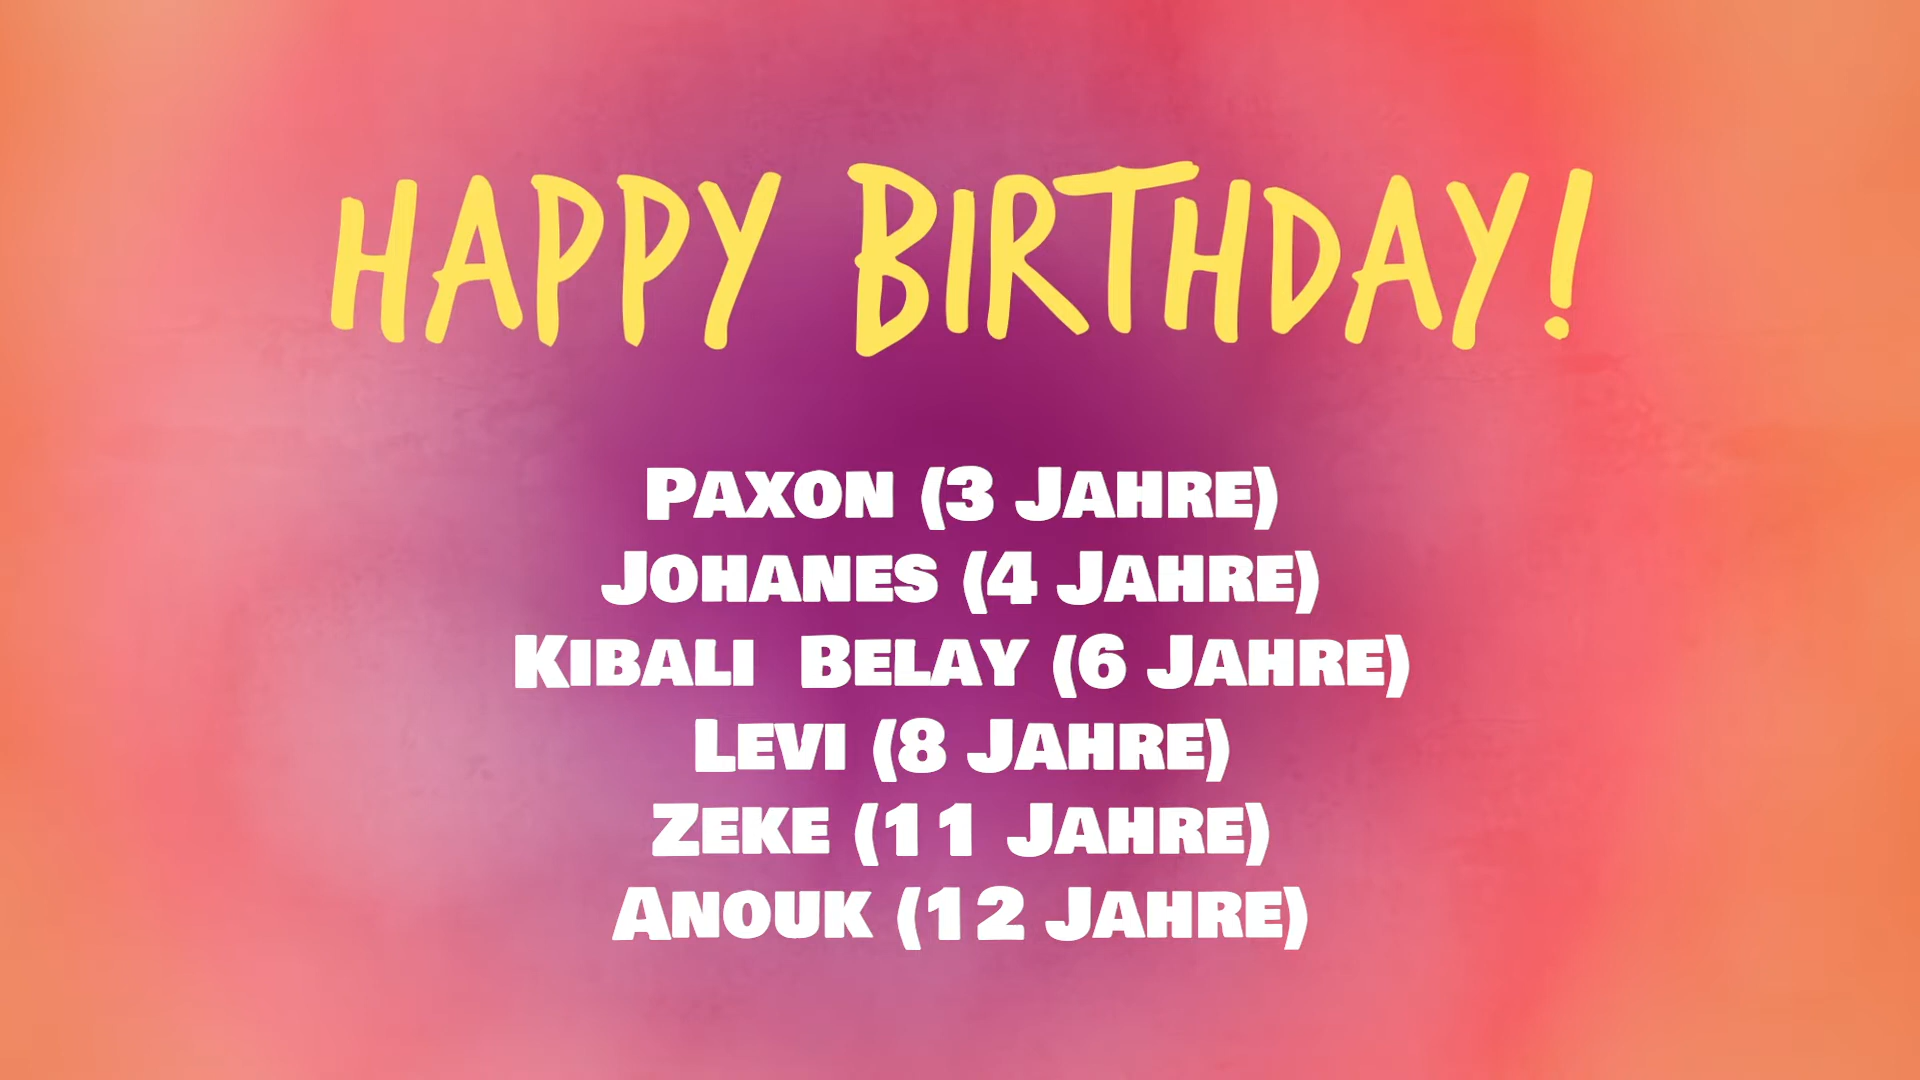 HAPPY BIRTHDAY!
Paxon (3 Jahre)
Johanes (4 Jahre)
Kibali  Belay (6 Jahre)
Levi (8 Jahre)
Zeke (11 Jahre)
Anouk (12 Jahre)